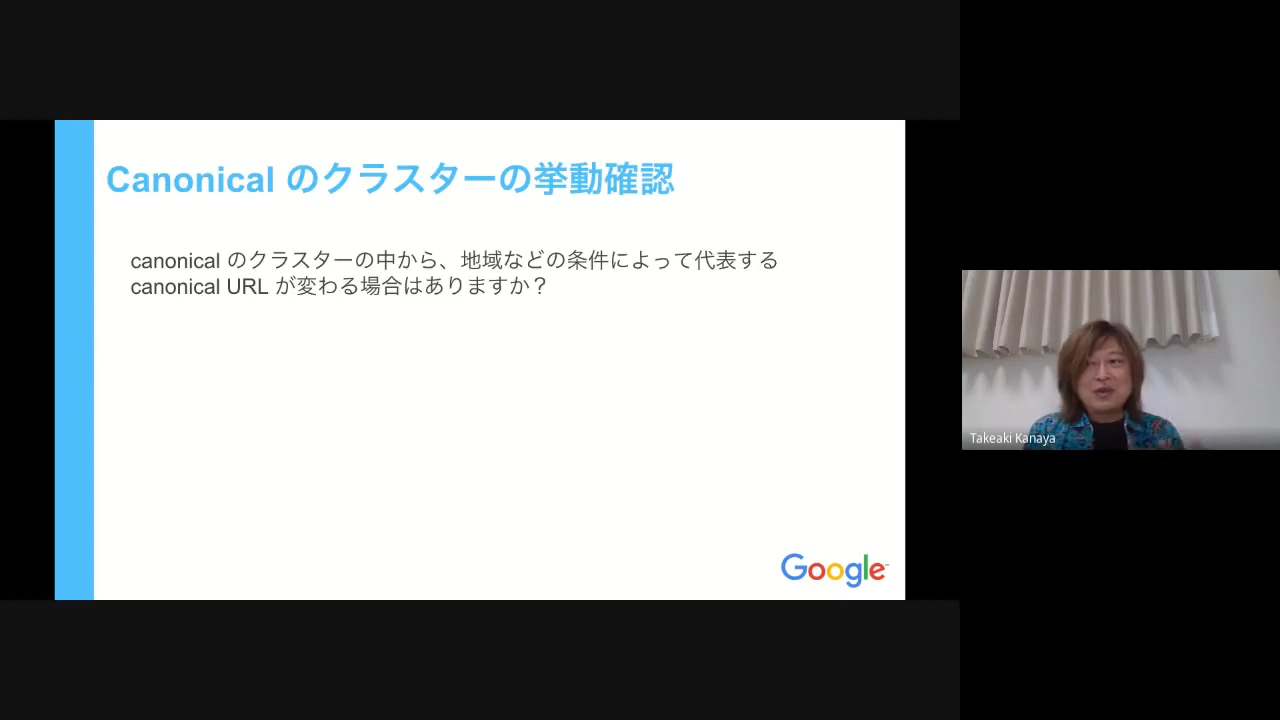 Canonical のクラスターの挙動確認
canonical のクラスターの中から、地域などの条件によって代表する
canonical URL が変わる場合はありますか？
Google
Takeaki Kanaya